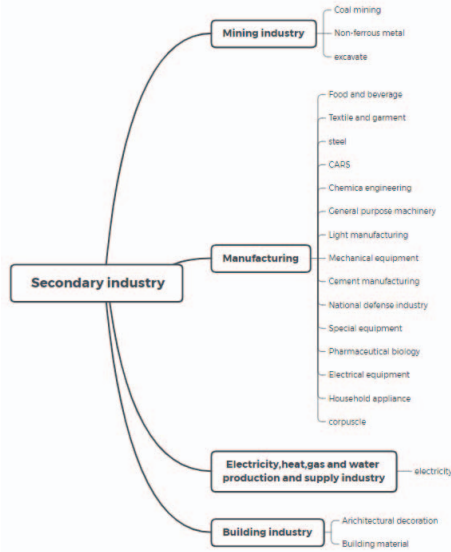 Coal mining
Mining industry
Non-ferrous metal
excavate
Food and beverage
Textile and garment
steel
CARS
Chemica engineering
General purpose machinery
Light manufacturing
Manufacturing
Mechanical equipment
Secondary industry
Cement manufacturing
National defense industry
Special equipment
Pharmaceutical biology
Electrical equipment
Household appliance
corpuscle
Electricity,heat,gas and water
production and supply industry
electricity
Building industry
Arichitectural decoration
Building material